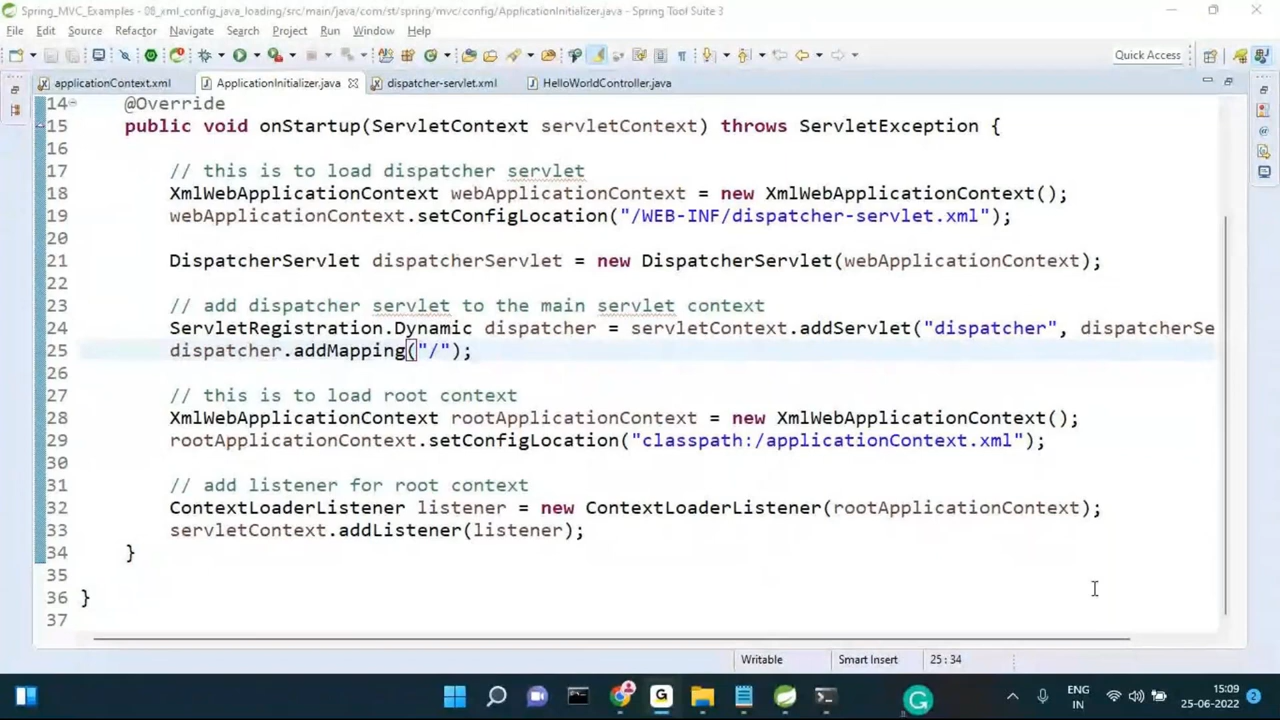 Spring_MVC_Examples - 08_xml_config_java_loading/src/main/java/com/st/spring/mvc/config/ApplicationInitializer.java - Spring Tool Suite 3
File Edit Source Refactor Navigate Search Project Run Window Help
Quick Access
applicationContext.xml ApplicationInitializer.java dispatcher-servlet.xml HelloWorldController.java
14 @Override
15 public void onStartup(ServletContext servletContext) throws ServletException {
16
17 // this is to load dispatcher servlet
18 XmlWebApplicationContext webApplicationContext = new XmlWebApplicationContext();
19 webApplicationContext.setConfigLocation("/WEB-INF/dispatcher-servlet.xml");
20
21 DispatcherServlet dispatcherServlet = new DispatcherServlet(webApplicationContext);
22
23 // add dispatcher servlet to the main servlet context
24 ServletRegistration.Dynamic dispatcher = servletContext.addServlet("dispatcher", dispatcherSe
25 dispatcher.addMapping("/");
26
27 // this is to load root context
28 XmlWebApplicationContext rootApplicationContext = new XmlWebApplicationContext();
29 rootApplicationContext.setConfigLocation("classpath:/applicationContext.xml");
30
31 // add listener for root context
32 ContextLoaderListener listener = new ContextLoaderListener(rootApplicationContext);
33 servletContext.addListener(listener);
34 }
35
36 }
37
Writable Smart Insert 25 : 34
ENG 15:09
IN 25-06-2022 2